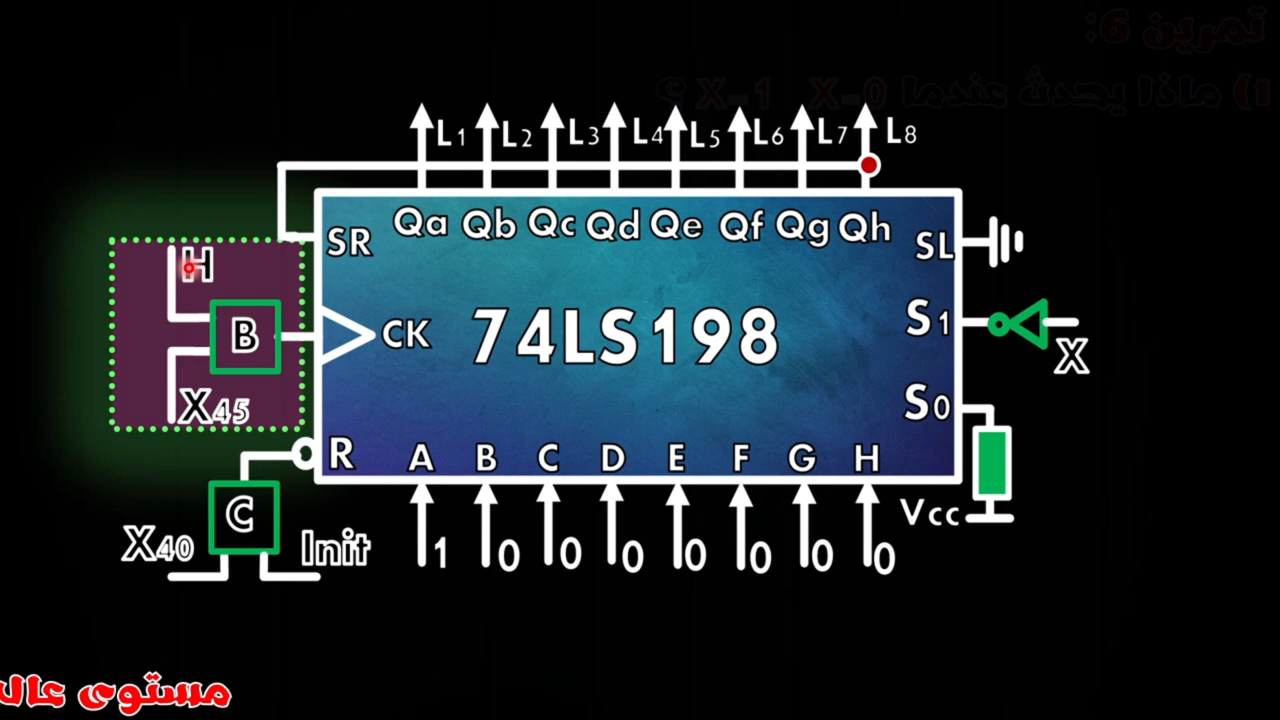 تمرين 6:
1) ماذا يحدث عندما X=0 X=1 ؟
L1 L2 L3 L4 L5 L6 L7 L8
Qa Qb Qc Qd Qe Qf Qg Qh
SR SL
H
B CK 74LS198 S1
X
X45 S0
R A B C D E F G H
C Vcc
X40 Init 1 0 0 0 0 0 0 0
مستوى عال